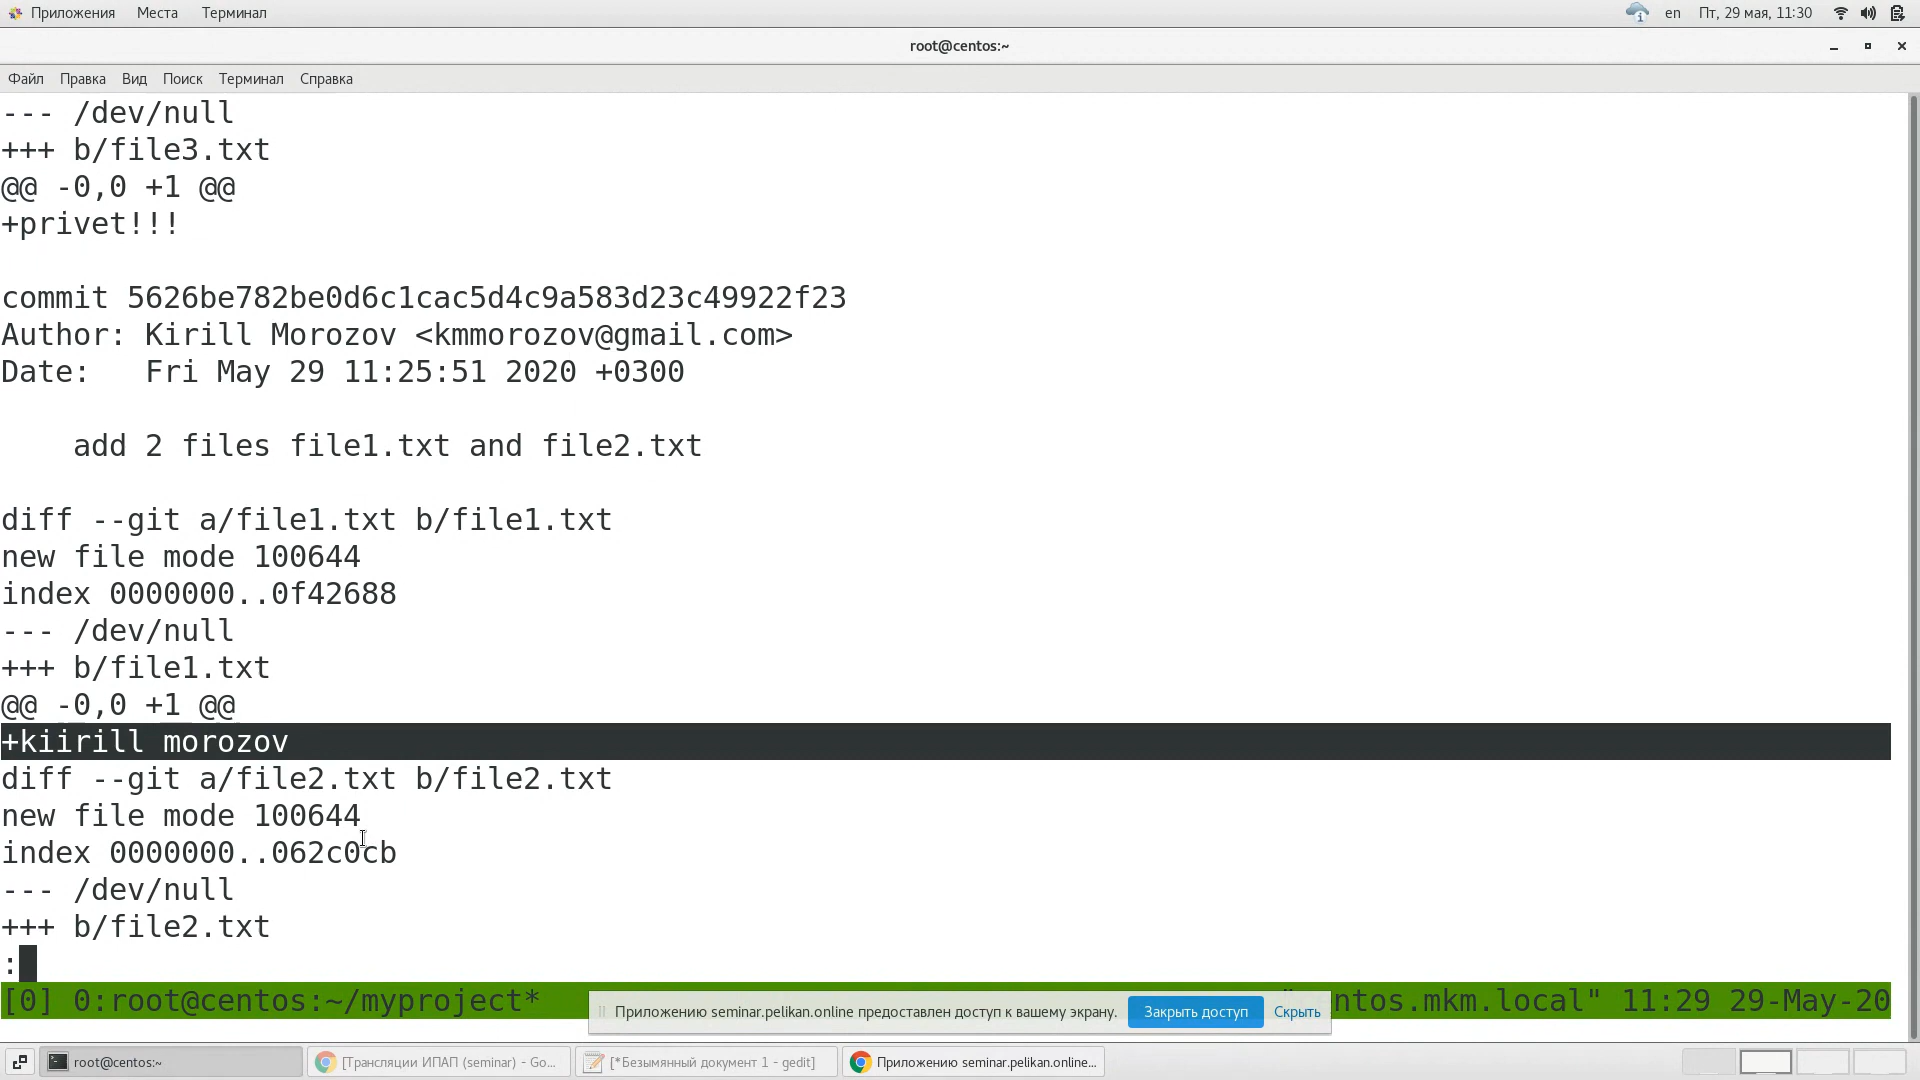 Приложения Места Терминал en Пт, 29 мая, 11:30
root@centos:~
Файл Правка Вид Поиск Терминал Справка
--- /dev/null
+++ b/file3.txt
@@ -0,0 +1 @@
+privet!!!
commit 5626be782be0d6c1cac5d4c9a583d23c49922f23
Author: Kirill Morozov <kmmorozov@gmail.com>
Date:   Fri May 29 11:25:51 2020 +0300
    add 2 files file1.txt and file2.txt
diff --git a/file1.txt b/file1.txt
new file mode 100644
index 0000000..0f42688
--- /dev/null
+++ b/file1.txt
@@ -0,0 +1 @@
+kiirill morozov
diff --git a/file2.txt b/file2.txt
new file mode 100644
index 0000000..062c0cb
--- /dev/null
+++ b/file2.txt
:
[0] 0:root@centos:~/myproject* "centos.mkm.local" 11:29 29-May-20
Приложению seminar.pelikan.online предоставлен доступ к вашему экрану. Закрыть доступ Скрыть
root@centos:~ [Трансляции ИПАП (seminar) - Go... [*Безымянный документ 1 - gedit] Приложению seminar.pelikan.online...